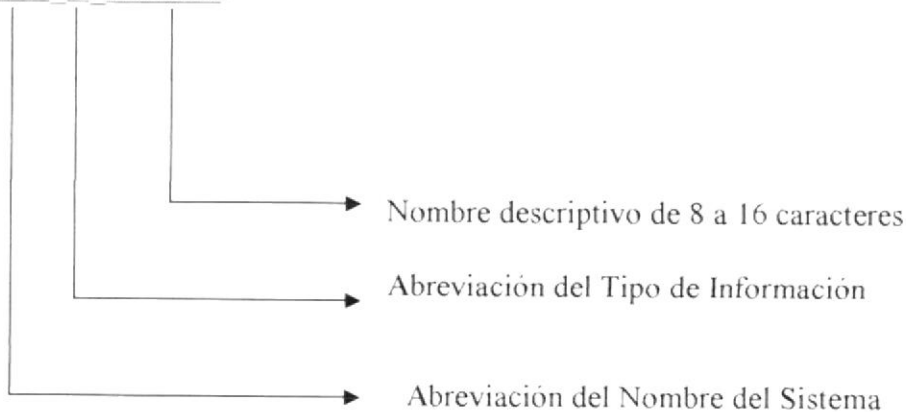 Nombre descriptivo de 8 a 16 caracteres
Abreviación del Tipo de Información
Abreviación del Nombre del Sistema